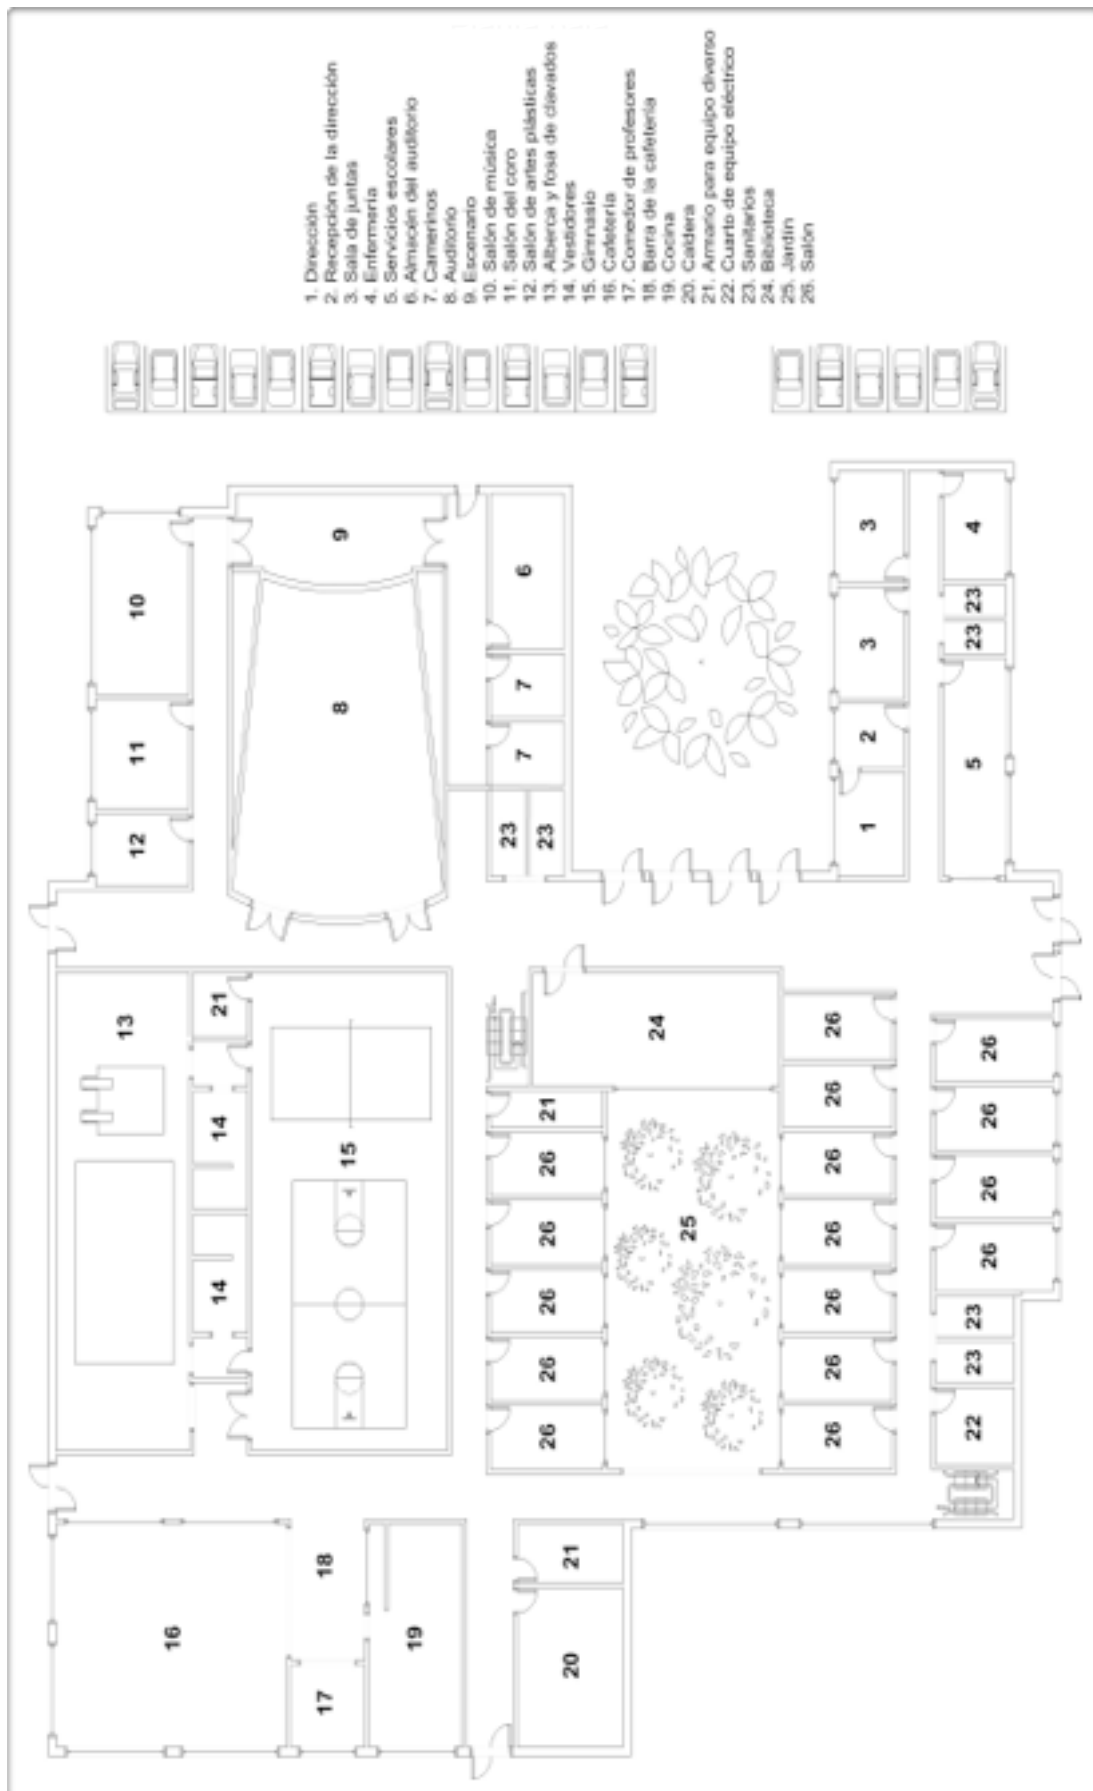 1. Dirección
2. Recepción de la dirección
3. Sala de juntas
4. Enfermería
5. Servicios escolares
6. Almacén del auditorio
7. Camerinos
8. Auditorio
9. Escenario
10. Salón de música
11. Salón del coro
12. Salón de artes plásticas
13. Alberca y fosa de clavados
14. Vestidores
15. Gimnasio
16. Cafetería
17. Comedor de profesores
18. Barra de la cafetería
19. Cocina
20. Caldera
21. Armario para equipo diverso
22. Cuarto de equipo eléctrico
23. Sanitarios
24. Biblioteca
25. Jardín
26. Salón
13 12 11 10
16 14 14 21
17 18 15 8 9
19
20 21 26 26 26 26 26 21 23 7 7 6
23
25 24
26 26 26 26 26 26 26 1 2 3 3
22 23 23 26 26 26 26 5 23 23 4